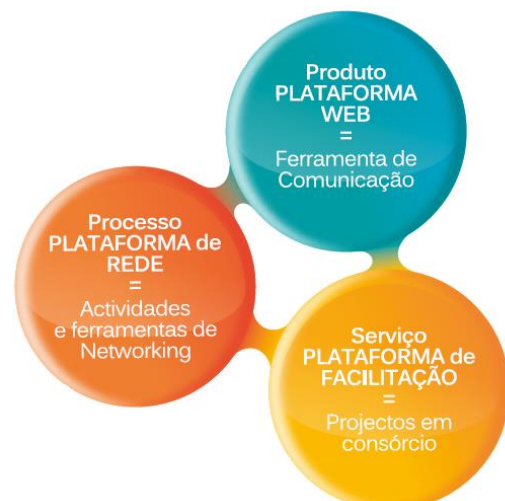 Produto
PLATAFORMA
WEB
=
Ferramenta de
Comunicação
Processo
PLATAFORMA de
REDE
=
Actividades
e ferramentas de
Networking
Serviço
PLATAFORMA de
FACILITAÇÃO
=
Projectos em
consórcio